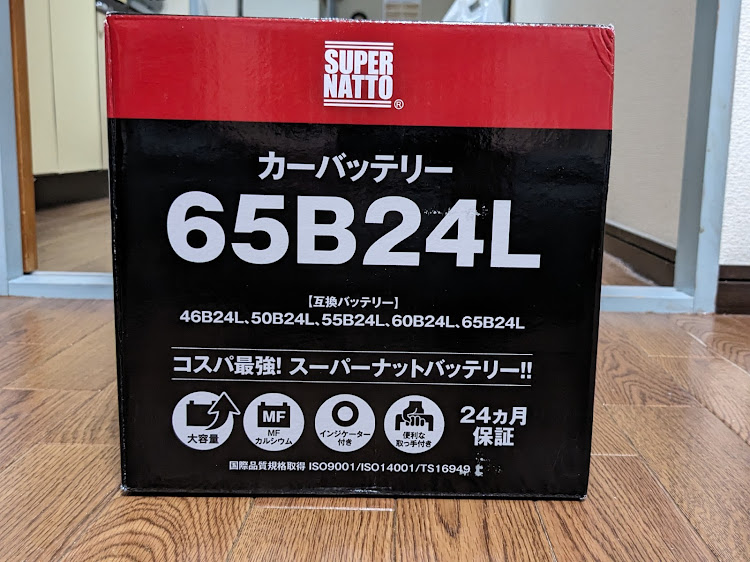 SUPER
NATTO
®
カーバッテリー
65B24L
【互換バッテリー】
46B24L、50B24L、55B24L、60B24L、65B24L
コスパ最強! スーパーナットバッテリー!!
大容量
MF
MF
カルシウム
インジケーター
付き
便利な
取っ手付き
24ヵ月
保証
国際品質規格取得 ISO9001/ISO14001/TS16949